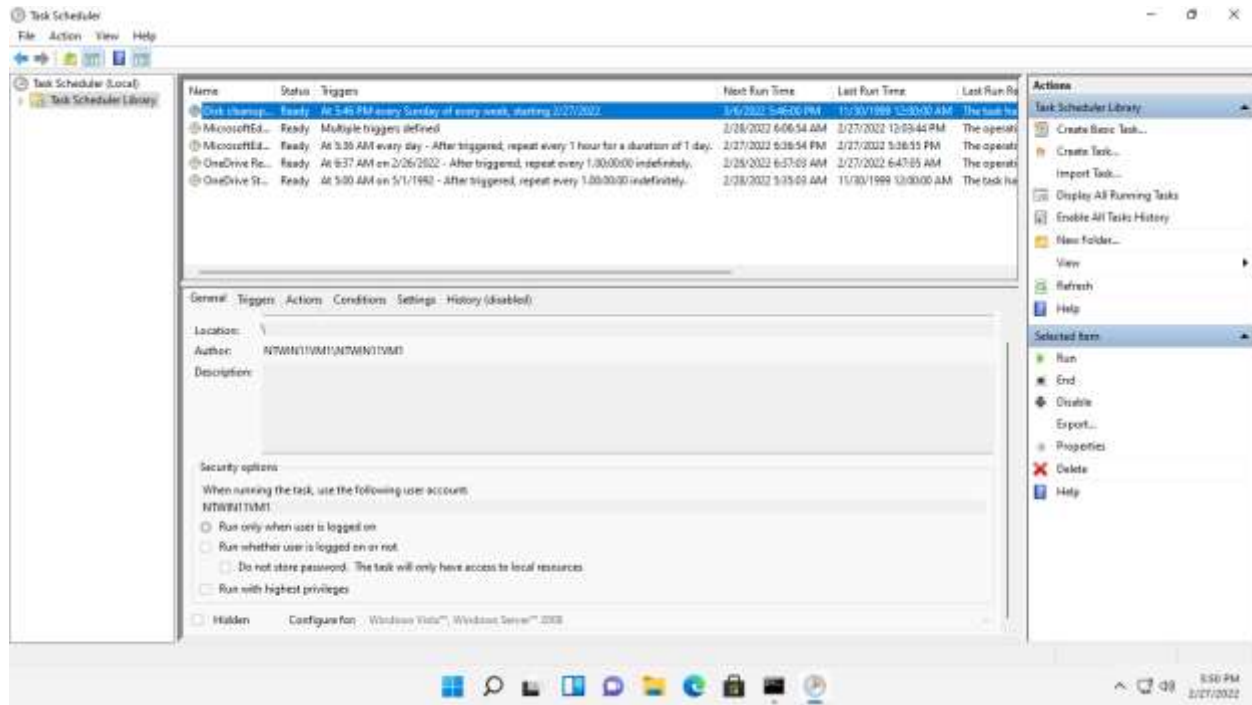 Task Scheduler
File Action View Help
Task Scheduler (Local)
Task Scheduler Library
Name Status Triggers Next Run Time Last Run Time Last Run Re
Disk cleanup... Ready At 5:46 PM every Sunday of every week, starting 2/27/2022 3/6/2022 5:46:00 PM 11/30/1999 12:00:00 AM The task ha
MicrosoftEd... Ready Multiple triggers defined 2/28/2022 6:06:54 AM 2/27/2022 12:03:44 PM The operati
MicrosoftEd... Ready At 5:36 AM every day - After triggered, repeat every 1 hour for a duration of 1 day. 2/27/2022 6:36:54 PM 2/27/2022 5:36:55 PM The operati
OneDrive Re... Ready At 6:37 AM on 2/26/2022 - After triggered, repeat every 1.00:00:00 indefinitely. 2/28/2022 6:37:03 AM 2/27/2022 6:47:05 AM The operati
OneDrive St... Ready At 5:00 AM on 5/1/1992 - After triggered, repeat every 1.00:00:00 indefinitely. 2/28/2022 5:35:03 AM 11/30/1999 12:00:00 AM The task ha
General Triggers Actions Conditions Settings History (disabled)
Location: \
Author: NTWIN11VM1\NTWIN11VM1
Description:
Security options
When running the task, use the following user account:
NTWIN11VM1
Run only when user is logged on
Run whether user is logged on or not
Do not store password. The task will only have access to local resources
Run with highest privileges
Hidden Configure for: Windows Vista™, Windows Server™ 2008
Actions
Task Scheduler Library
Create Basic Task...
Create Task...
Import Task...
Display All Running Tasks
Enable All Tasks History
New Folder...
View
Refresh
Help
Selected Item
Run
End
Disable
Export...
Properties
Delete
Help
5:50 PM
2/27/2022